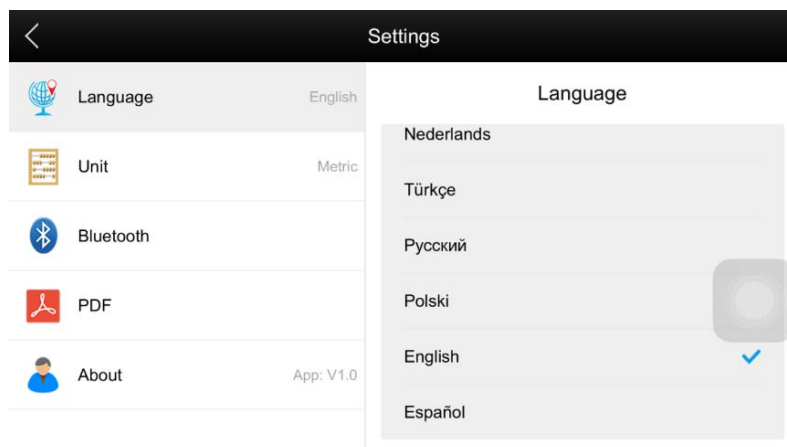 Settings
Language English
Unit Metric
Bluetooth
PDF
About App: V1.0
Language
Nederlands
Türkçe
Русский
Polski
English
Español